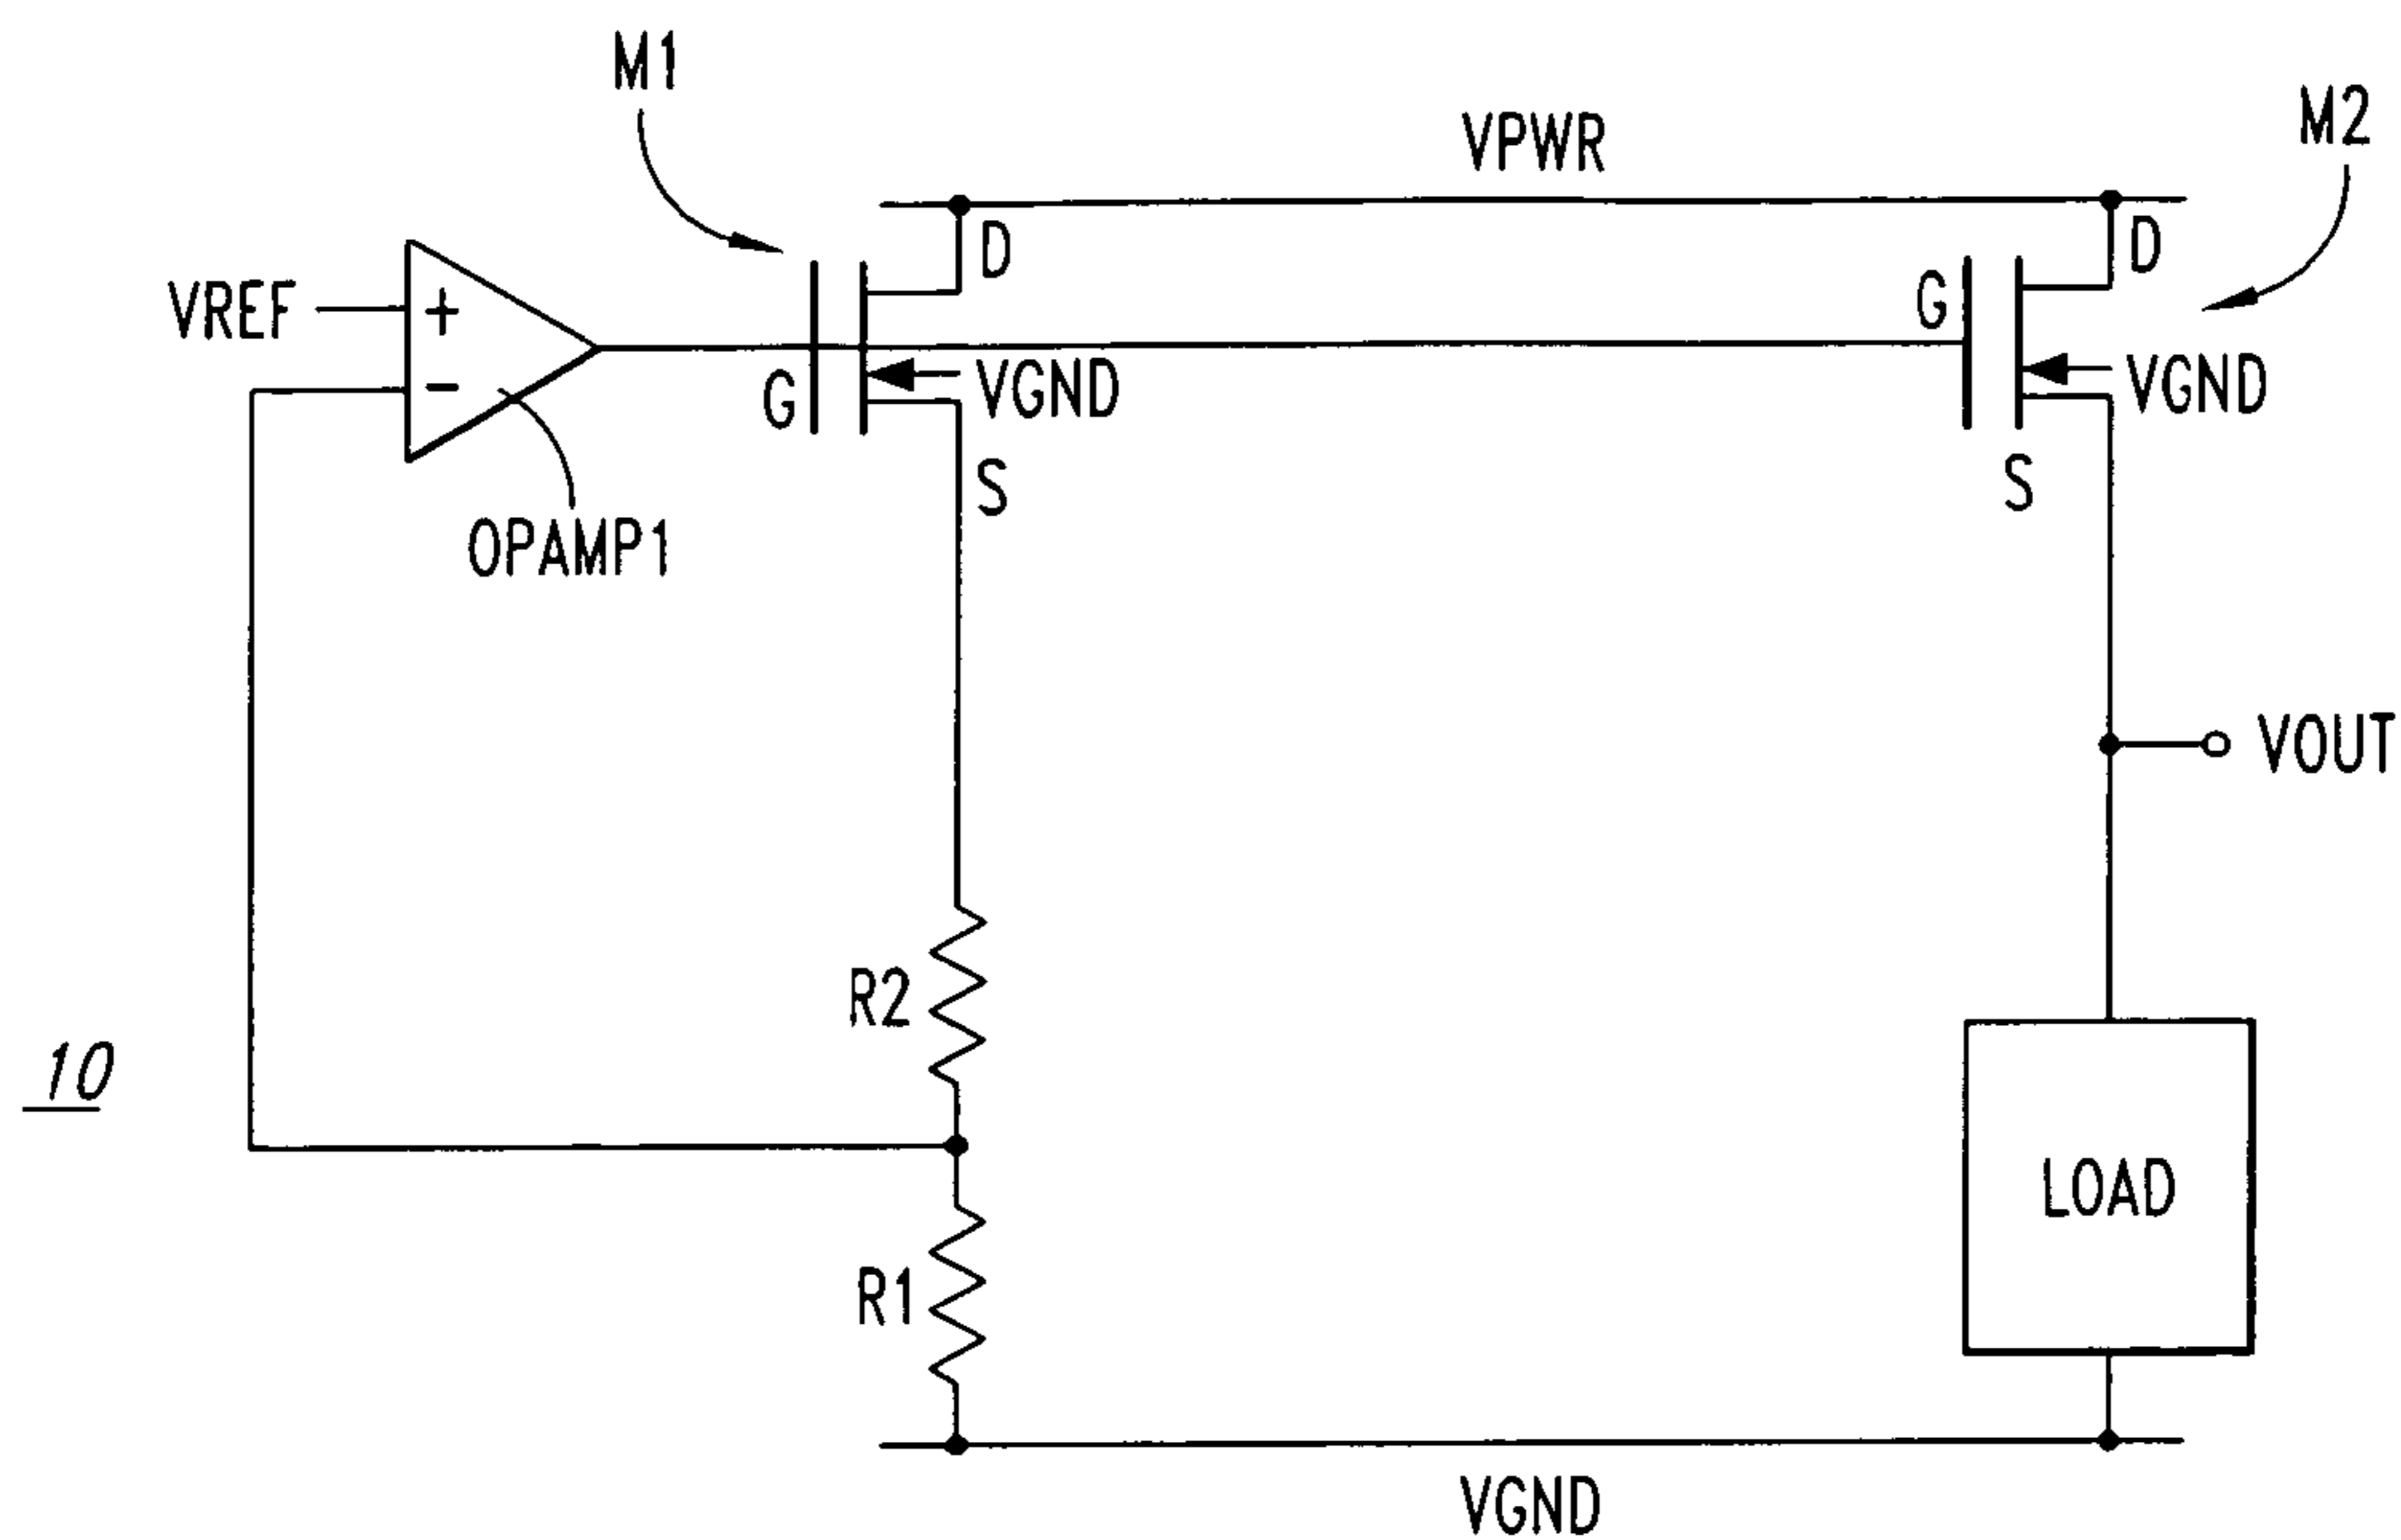 M1
VPWR
M2
D
D
G
VREF
+
-
G
VGND
VGND
S
S
OPAMP1
VOUT
R2
10
LOAD
R1
VGND